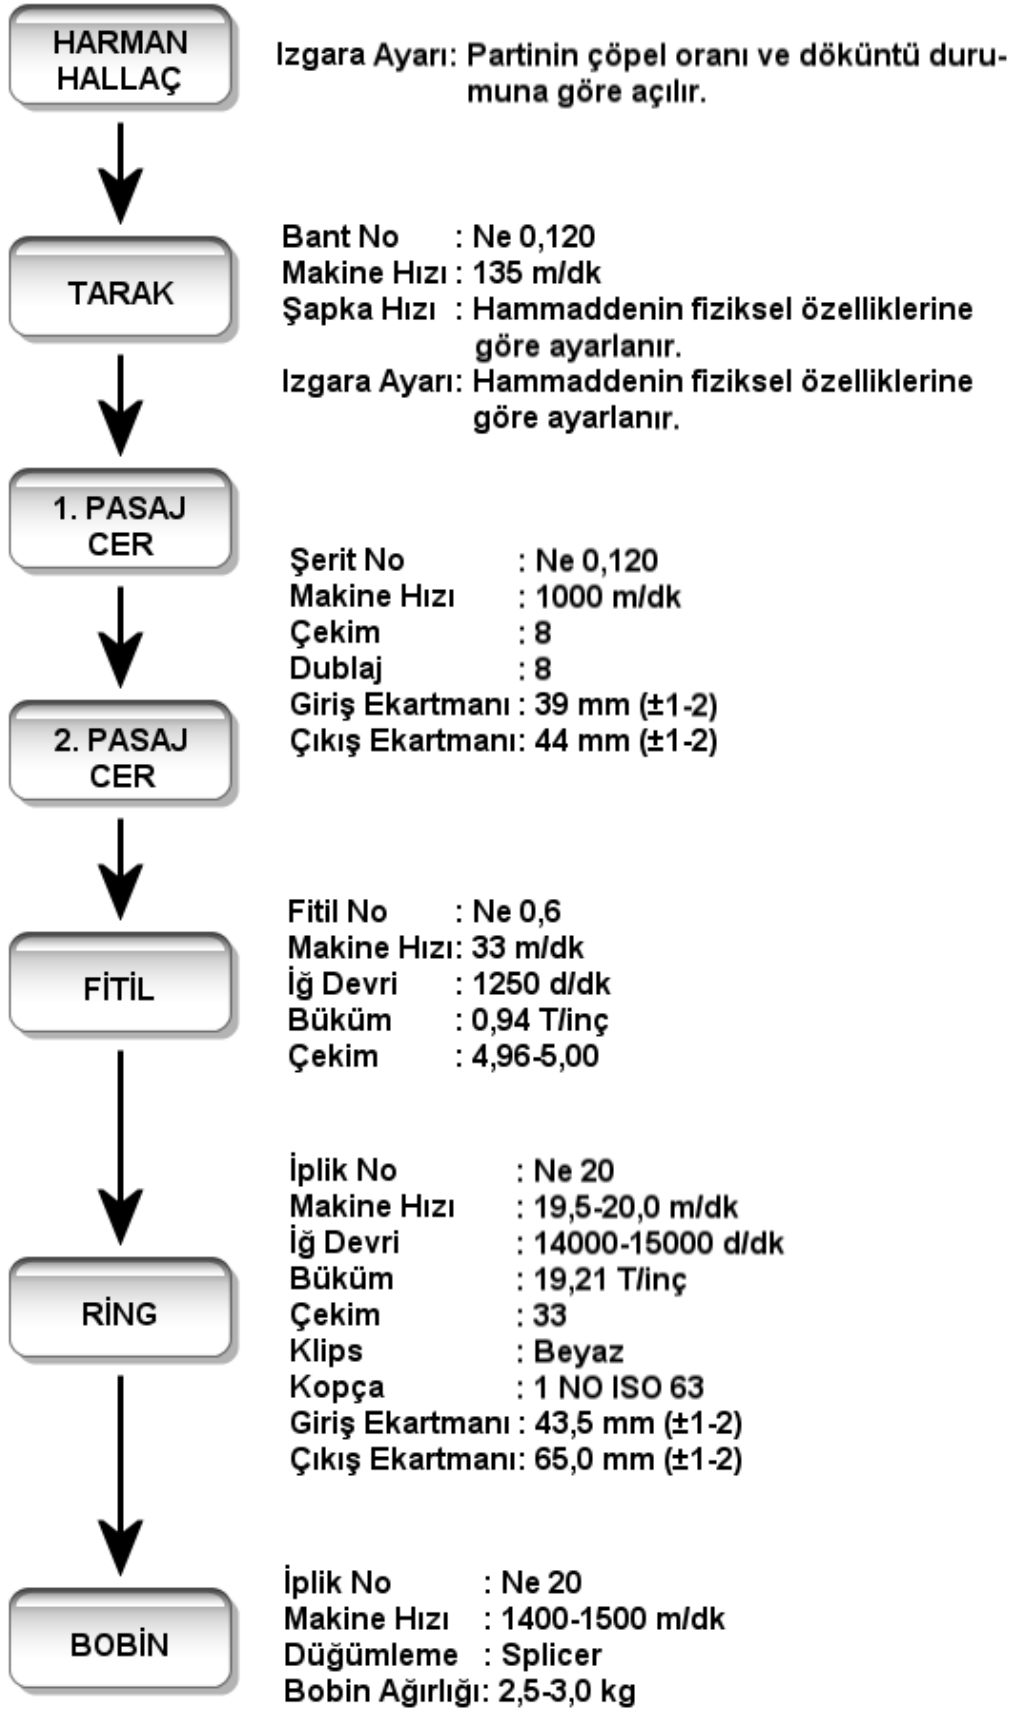 HARMAN
HALLAÇ
Izgara Ayarı: Partinin çöpel oranı ve döküntü duru-
muna göre açılır.
TARAK
Bant No : Ne 0,120
Makine Hızı : 135 m/dk
Şapka Hızı : Hammaddenin fiziksel özelliklerine
göre ayarlanır.
Izgara Ayarı: Hammaddenin fiziksel özelliklerine
göre ayarlanır.
1. PASAJ
CER
Şerit No : Ne 0,120
Makine Hızı : 1000 m/dk
Çekim : 8
Dublaj : 8
Giriş Ekartmanı : 39 mm (±1-2)
Çıkış Ekartmanı: 44 mm (±1-2)
2. PASAJ
CER
FİTİL
Fitil No : Ne 0,6
Makine Hızı: 33 m/dk
İğ Devri : 1250 d/dk
Büküm : 0,94 T/inç
Çekim : 4,96-5,00
RİNG
İplik No : Ne 20
Makine Hızı : 19,5-20,0 m/dk
İğ Devri : 14000-15000 d/dk
Büküm : 19,21 T/inç
Çekim : 33
Klips : Beyaz
Kopça : 1 NO ISO 63
Giriş Ekartmanı : 43,5 mm (±1-2)
Çıkış Ekartmanı: 65,0 mm (±1-2)
BOBİN
İplik No : Ne 20
Makine Hızı : 1400-1500 m/dk
Düğümleme : Splicer
Bobin Ağırlığı: 2,5-3,0 kg